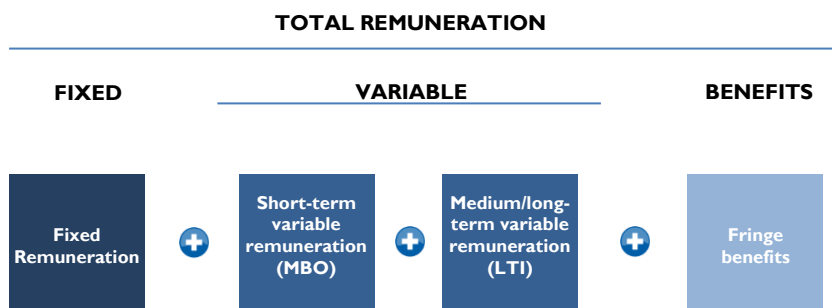 TOTAL REMUNERATION
FIXED
VARIABLE
BENEFITS
Fixed
Remuneration
Short-term
variable
remuneration
(MBO)
Medium/long-
term variable
remuneration
(LTI)
Fringe
benefits